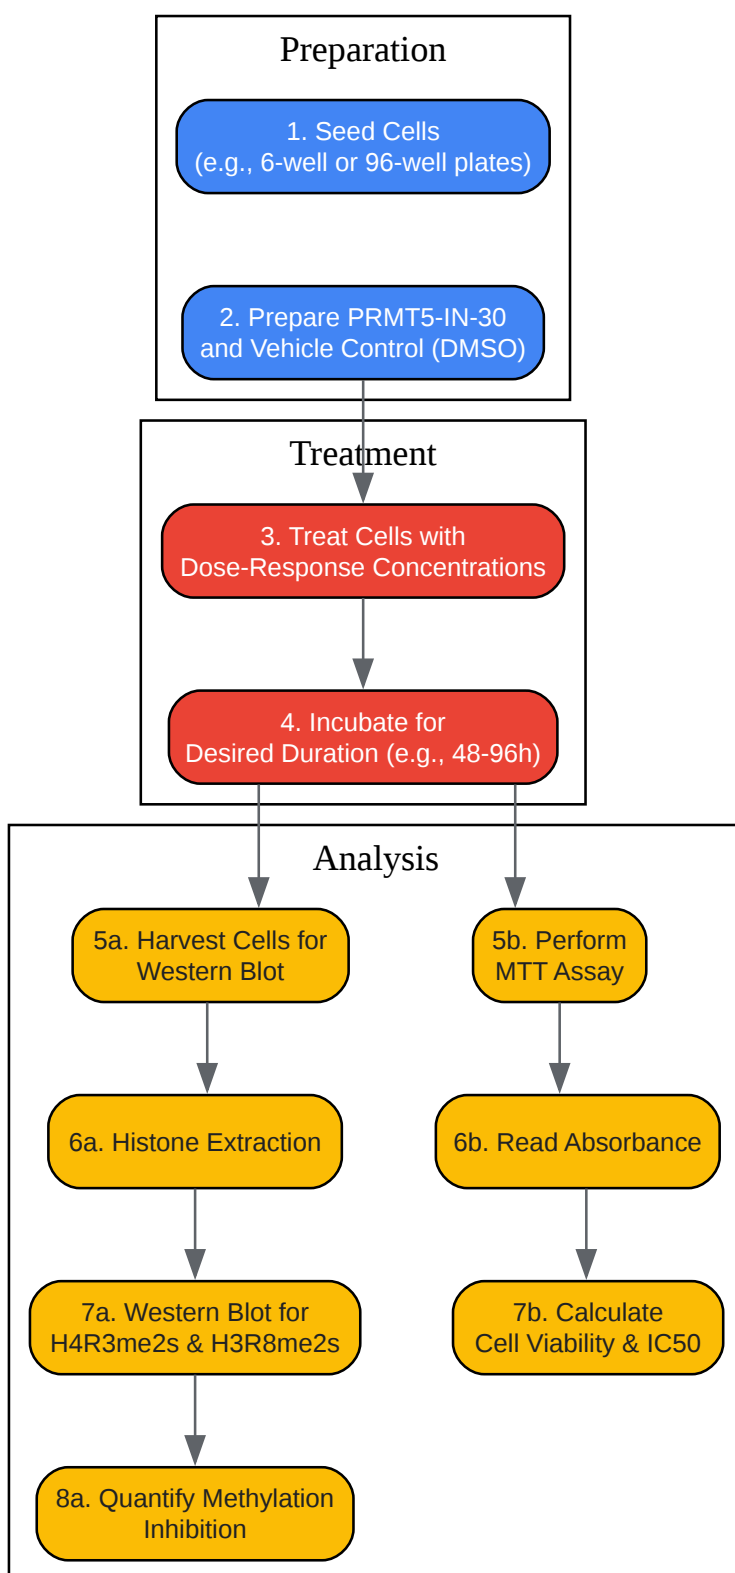 Preparation
1. Seed Cells
(e.g., 6-well or 96-well plates)
2. Prepare PRMT5-IN-30
and Vehicle Control (DMSO)
Treatment
3. Treat Cells with
Dose-Response Concentrations
4. Incubate for
Desired Duration (e.g., 48-96h)
Analysis
5a. Harvest Cells for
Western Blot
6a. Histone Extraction
7a. Western Blot for
H4R3me2s & H3R8me2s
8a. Quantify Methylation
Inhibition
5b. Perform
MTT Assay
6b. Read Absorbance
7b. Calculate
Cell Viability & IC50